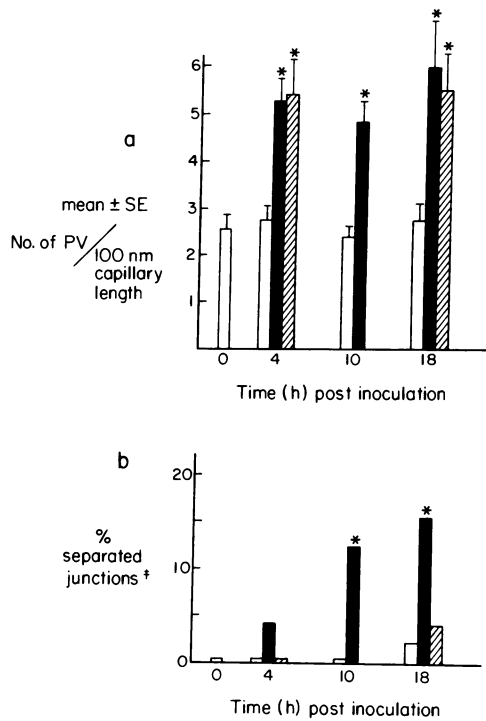 a
* * * * *
6
5
4
3
2
1
mean ± SE
No. of PV / 100 nm
capillary
length
0 4 10 18
Time (h) post inoculation
b
20
10
0
%
separated
junctions ‡
* *
0 4 10 18
Time (h) post inoculation